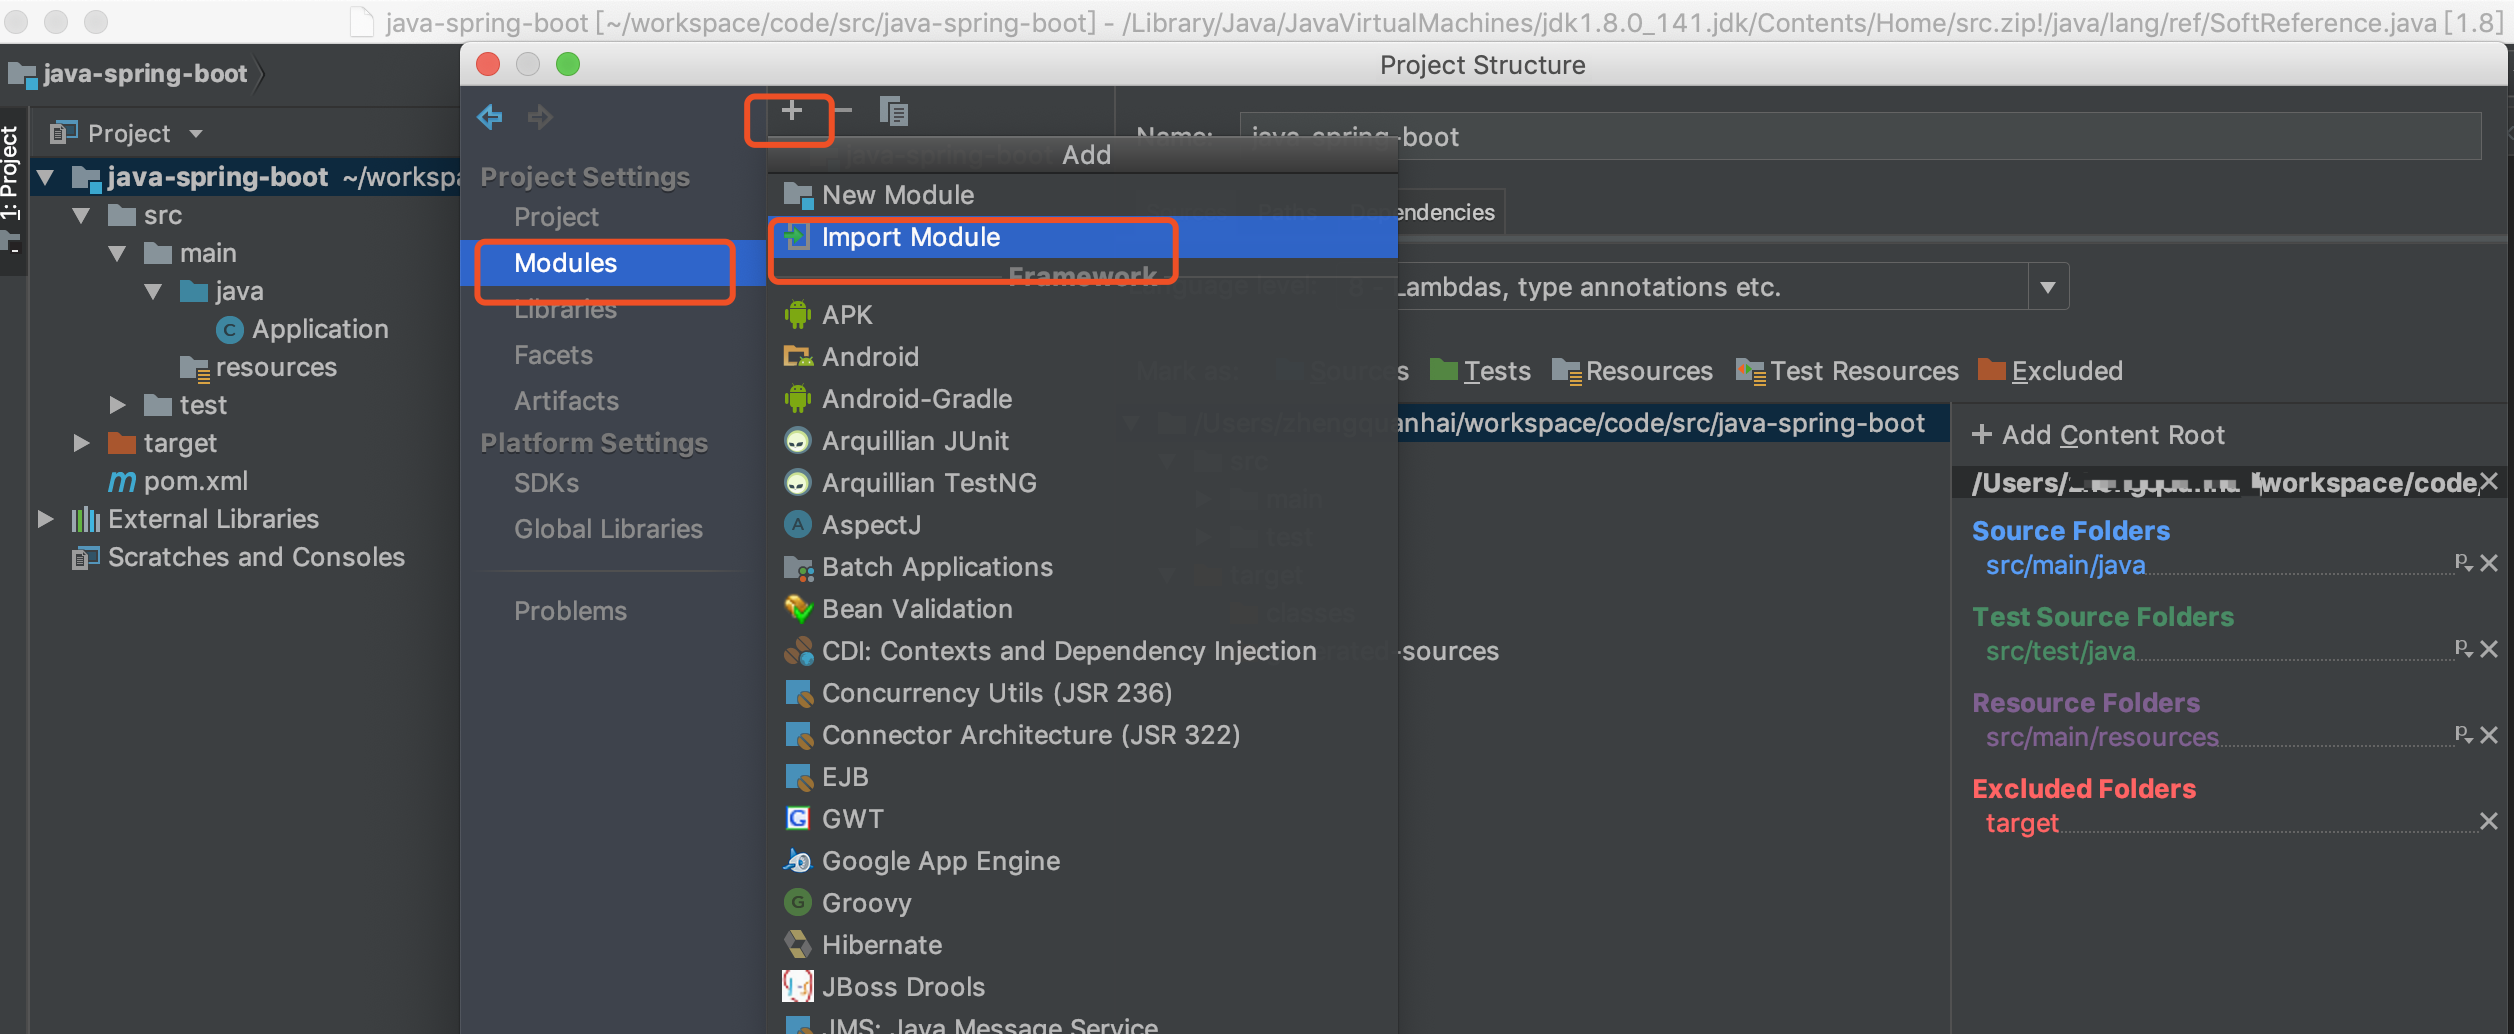 java-spring-boot [~/workspace/code/src/java-spring-boot] - /Library/Java/JavaVirtualMachines/jdk1.8.0_141.jdk/Contents/Home/src.zip!/java/lang/ref/SoftReference.java [1.8]
java-spring-boot
1: Project
Project
java-spring-boot ~/workspa
src
main
java
Application
resources
test
target
pom.xml
External Libraries
Scratches and Consoles
Project Structure
Project Settings
Project
Modules
Libraries
Facets
Artifacts
Platform Settings
SDKs
Global Libraries
Problems
Add
New Module
Import Module
Framework
APK
Android
Android-Gradle
Arquillian JUnit
Arquillian TestNG
AspectJ
Batch Applications
Bean Validation
CDI: Contexts and Dependency Injection
Concurrency Utils (JSR 236)
Connector Architecture (JSR 322)
EJB
GWT
Google App Engine
Groovy
Hibernate
JBoss Drools
JMS: Java Message Service
Name: java-spring-boot
Paths Dependencies
level: 8 - Lambdas, type annotations etc.
Mark as: Sources Tests Resources Test Resources Excluded
/Users/zhengquanhai/workspace/code/src/java-spring-boot
src
main
test
target
classes
-sources
Add Content Root
/Users/ workspace/code/
Source Folders
src/main/java
Test Source Folders
src/test/java
Resource Folders
src/main/resources
Excluded Folders
target